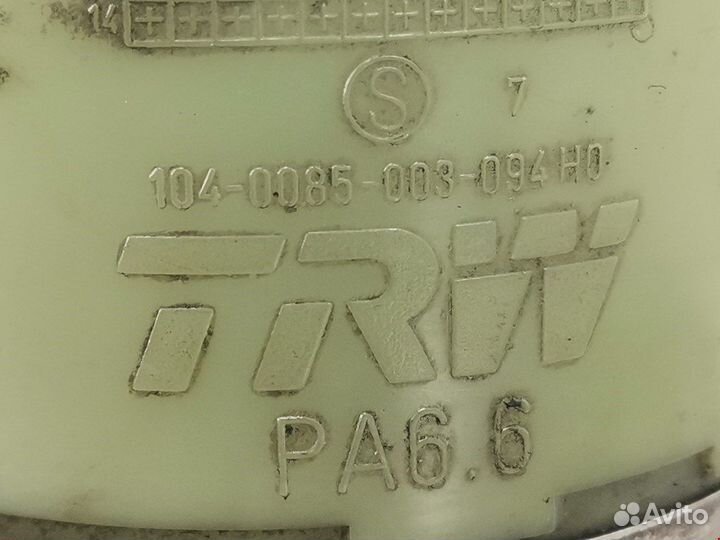 14 + + + + + + + + + + +
S 7
104-0085-003-094 H0
TRW
PA6.6
Avito